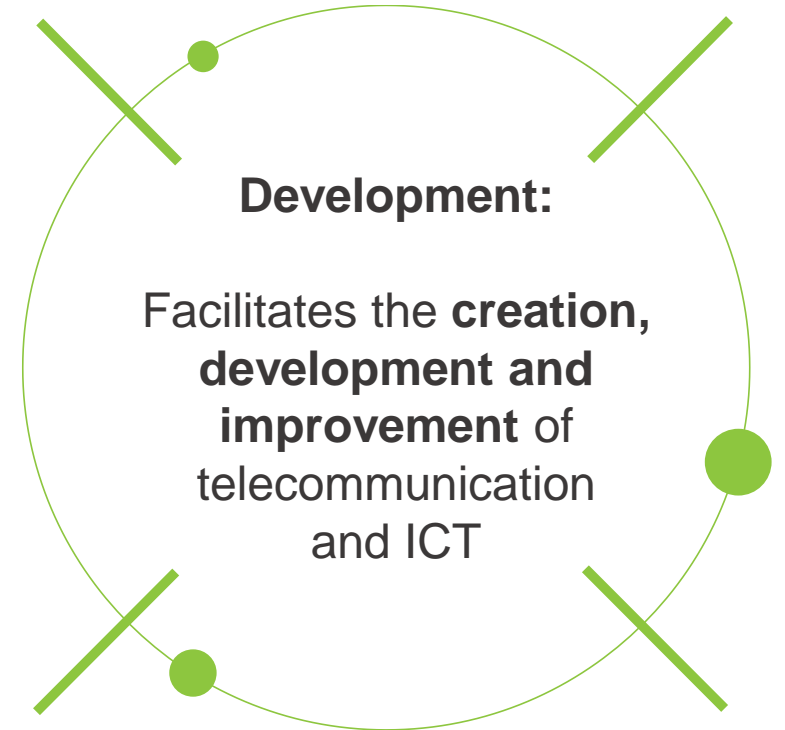 Development:
Facilitates the creation,
development and
improvement of
telecommunication
and ICT